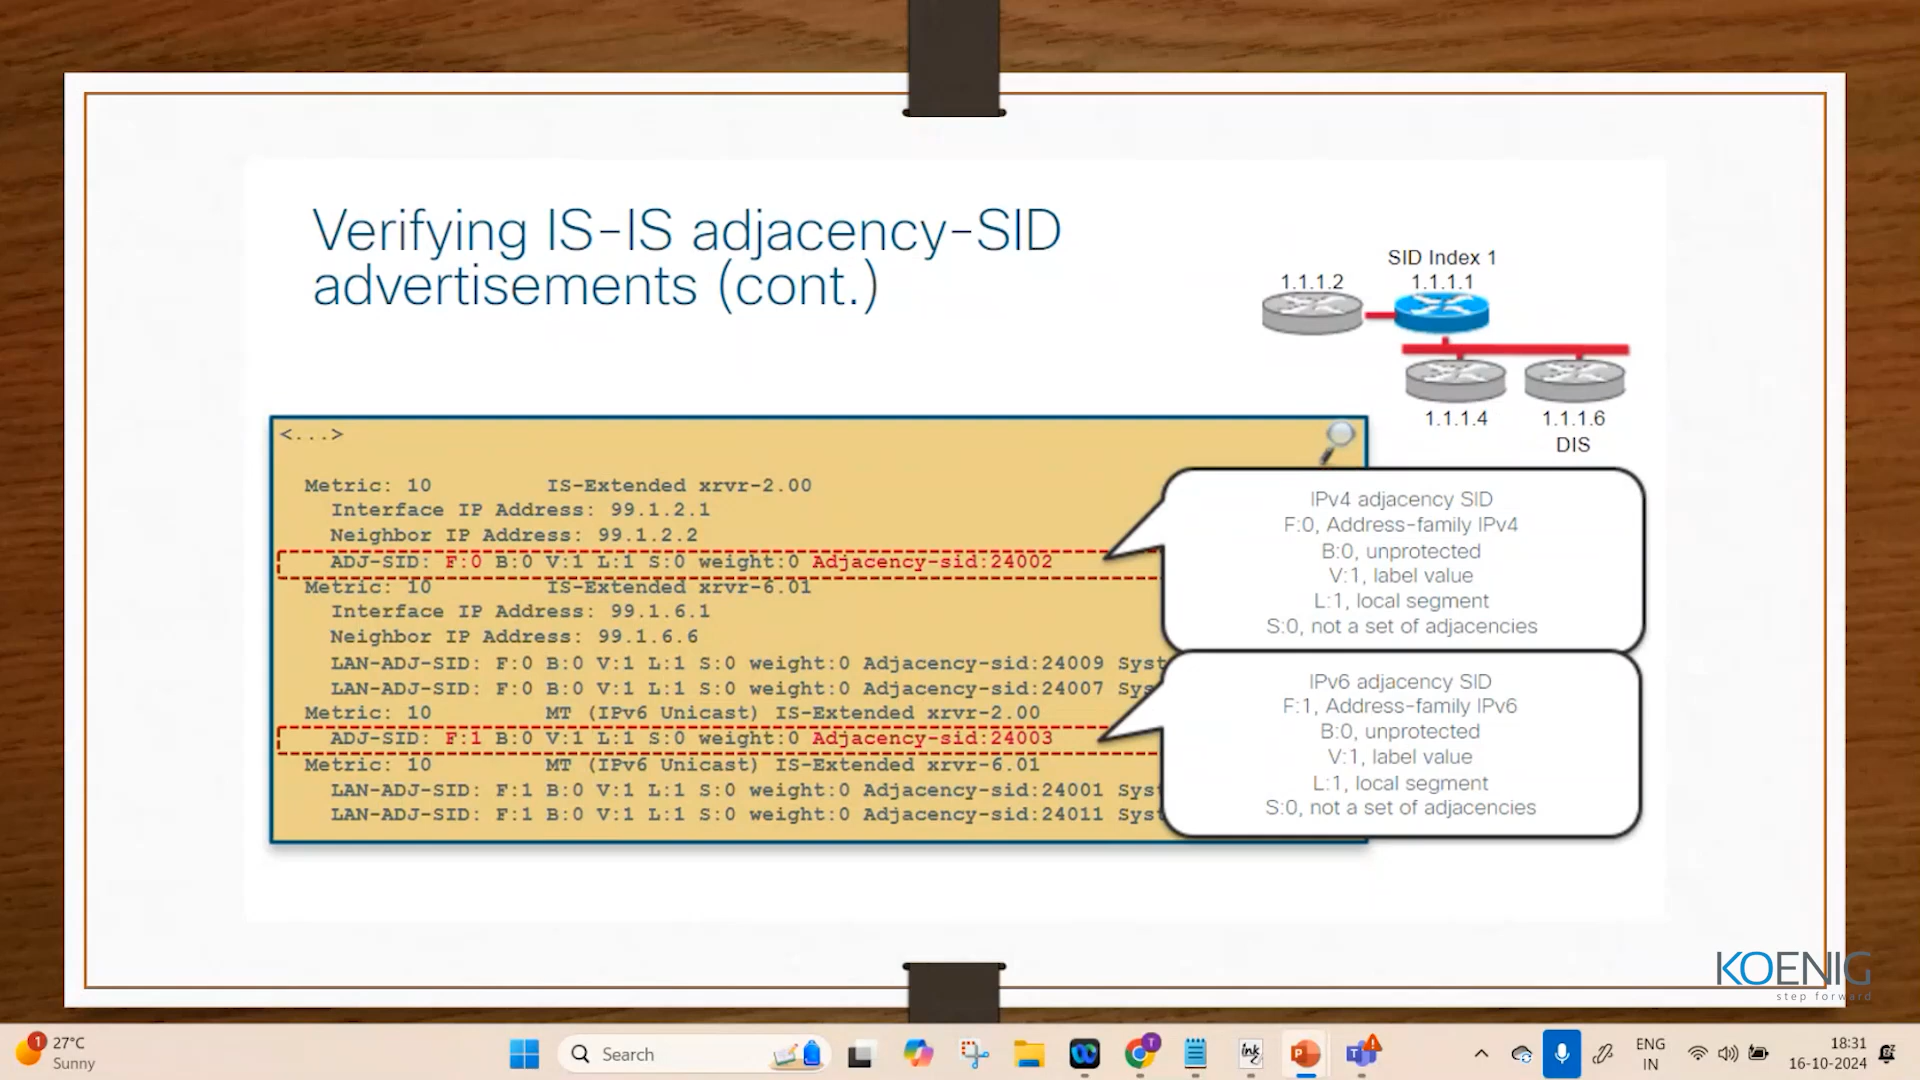 Verifying IS-IS adjacency-SID
advertisements (cont.)
SID Index 1
1.1.1.2
1.1.1.1
1.1.1.4
1.1.1.6
DIS
<...>
Metric: 10 IS-Extended xrvr-2.00
Interface IP Address: 99.1.2.1
Neighbor IP Address: 99.1.2.2
ADJ-SID: F:0 B:0 V:1 L:1 S:0 weight:0 Adjacency-sid:24002
Metric: 10 IS-Extended xrvr-6.01
Interface IP Address: 99.1.6.1
Neighbor IP Address: 99.1.6.6
LAN-ADJ-SID: F:0 B:0 V:1 L:1 S:0 weight:0 Adjacency-sid:24009 Syst
LAN-ADJ-SID: F:0 B:0 V:1 L:1 S:0 weight:0 Adjacency-sid:24007 Sys
Metric: 10 MT (IPv6 Unicast) IS-Extended xrvr-2.00
ADJ-SID: F:1 B:0 V:1 L:1 S:0 weight:0 Adjacency-sid:24003
Metric: 10 MT (IPv6 Unicast) IS-Extended xrvr-6.01
LAN-ADJ-SID: F:1 B:0 V:1 L:1 S:0 weight:0 Adjacency-sid:24001 Syst
LAN-ADJ-SID: F:1 B:0 V:1 L:1 S:0 weight:0 Adjacency-sid:24011 Syst
IPv4 adjacency SID
F:0, Address-family IPv4
B:0, unprotected
V:1, label value
L:1, local segment
S:0, not a set of adjacencies
IPv6 adjacency SID
F:1, Address-family IPv6
B:0, unprotected
V:1, label value
L:1, local segment
S:0, not a set of adjacencies
KOENIG
step forward
1
27°C
Sunny
Search
T
ink
P
T
ENG
IN
18:31
16-10-2024